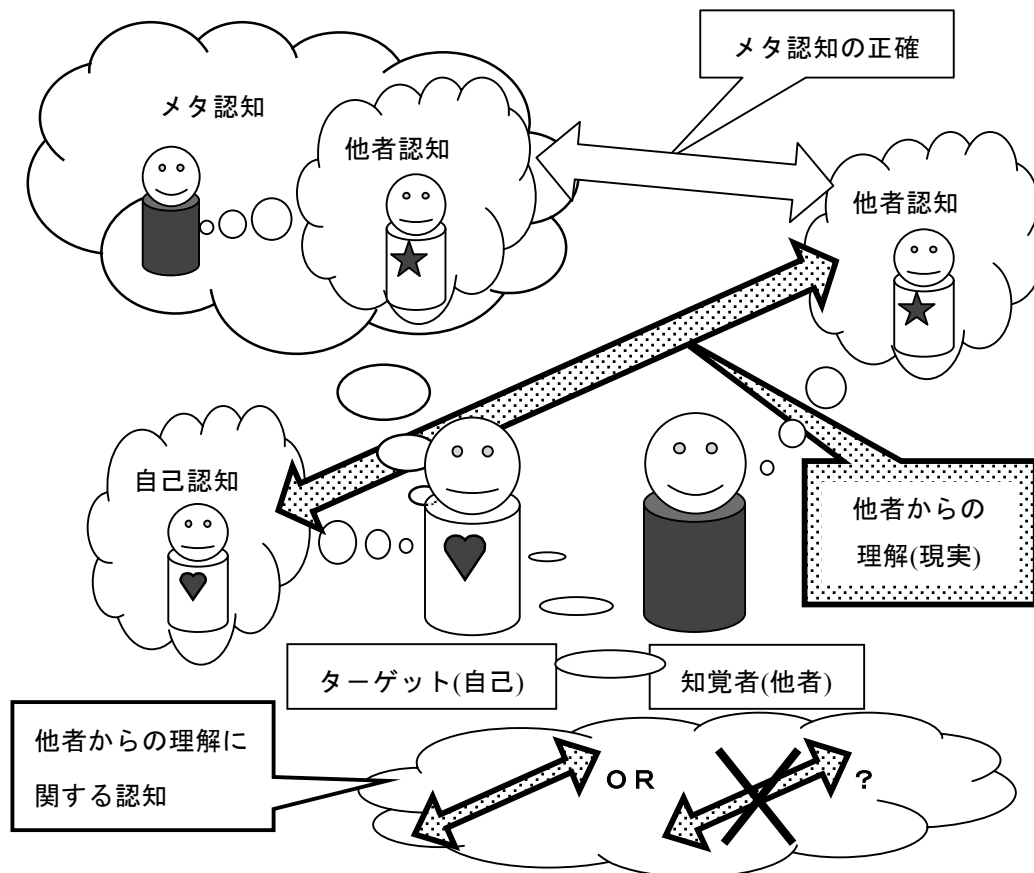 メタ認知の正確
メタ認知
他者認知
他者認知
自己認知
他者からの
理解(現実)
ターゲット(自己)
知覚者(他者)
他者からの理解に
関する認知
OR
?